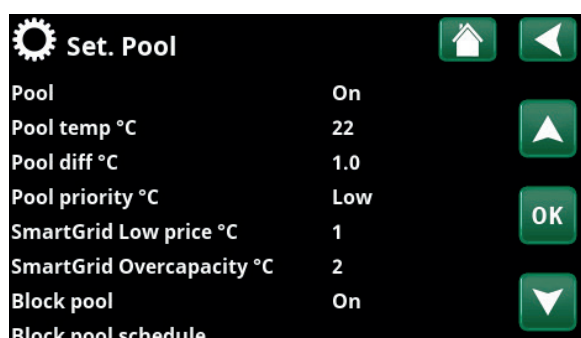 Set. Pool
Pool On
Pool temp °C 22
Pool diff °C 1.0
Pool priority °C Low
SmartGrid Low price °C 1
SmartGrid Overcapacity °C 2
Block pool On
Block pool schedule
OK